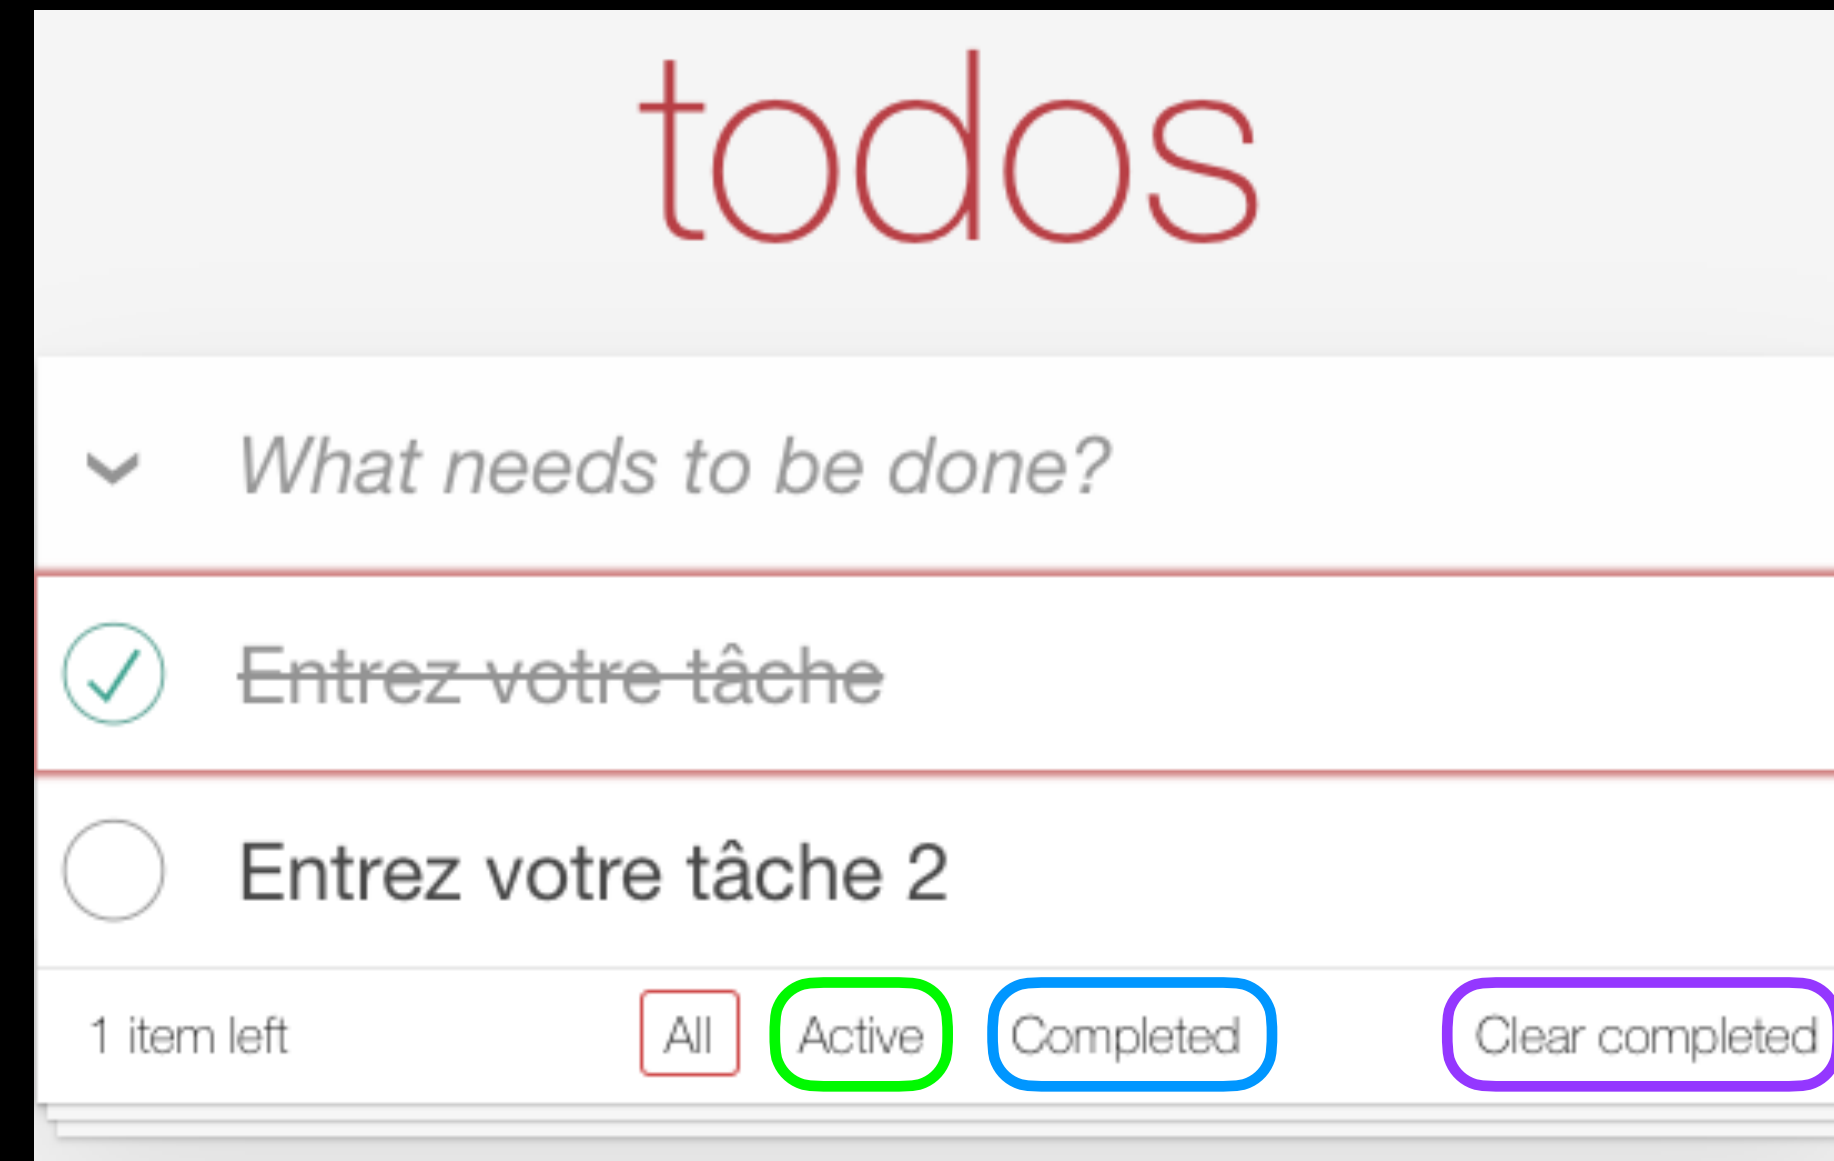 todos
What needs to be done?
Entrez votre tâche
Entrez votre tâche 2
1 item left All Active Completed Clear completed